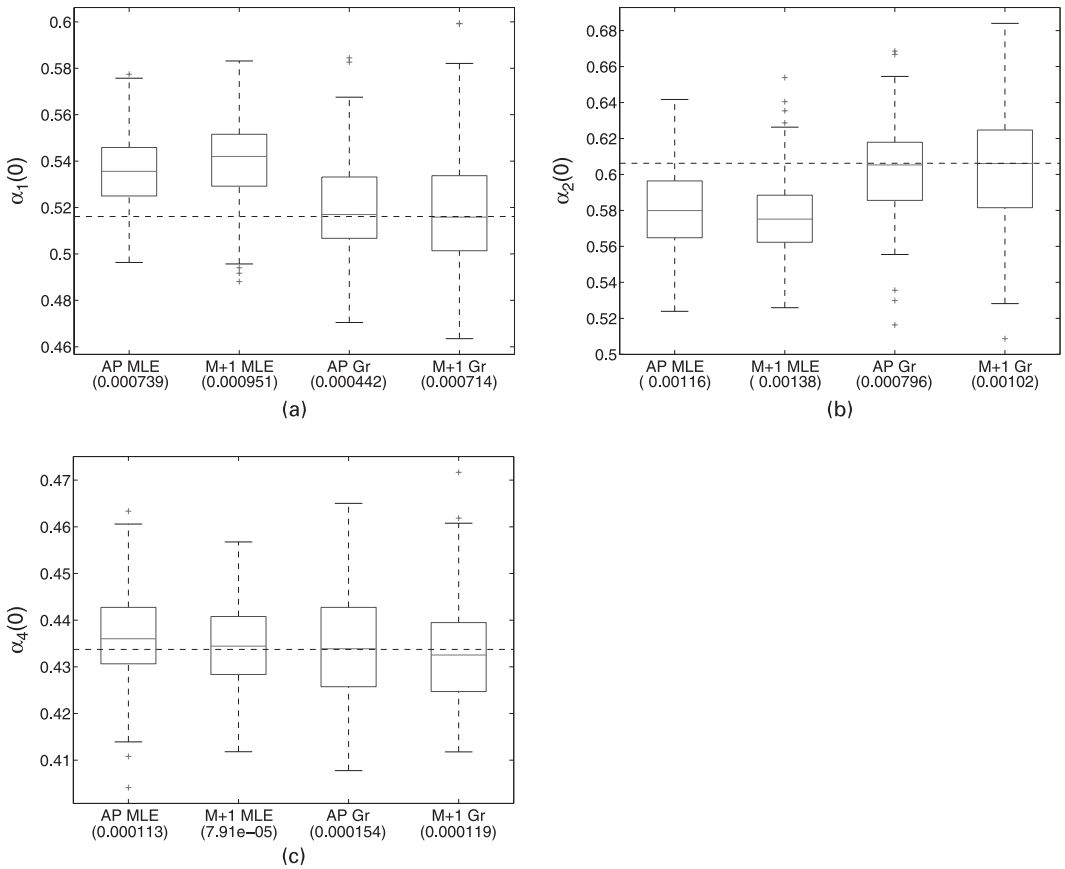 0.6
0.58
0.56
0.54
0.52
0.5
0.48
0.46
α1(0)
AP MLE M+1 MLE AP Gr M+1 Gr
(0.000739) (0.000951) (0.000442) (0.000714)
(a)
0.68
0.66
0.64
0.62
0.6
0.58
0.56
0.54
0.52
0.5
α2(0)
AP MLE M+1 MLE AP Gr M+1 Gr
( 0.00116) ( 0.00138) (0.000796) (0.00102)
(b)
0.47
0.46
0.45
0.44
0.43
0.42
0.41
α4(0)
AP MLE M+1 MLE AP Gr M+1 Gr
(0.000113) (7.91e−05) (0.000154) (0.000119)
(c)